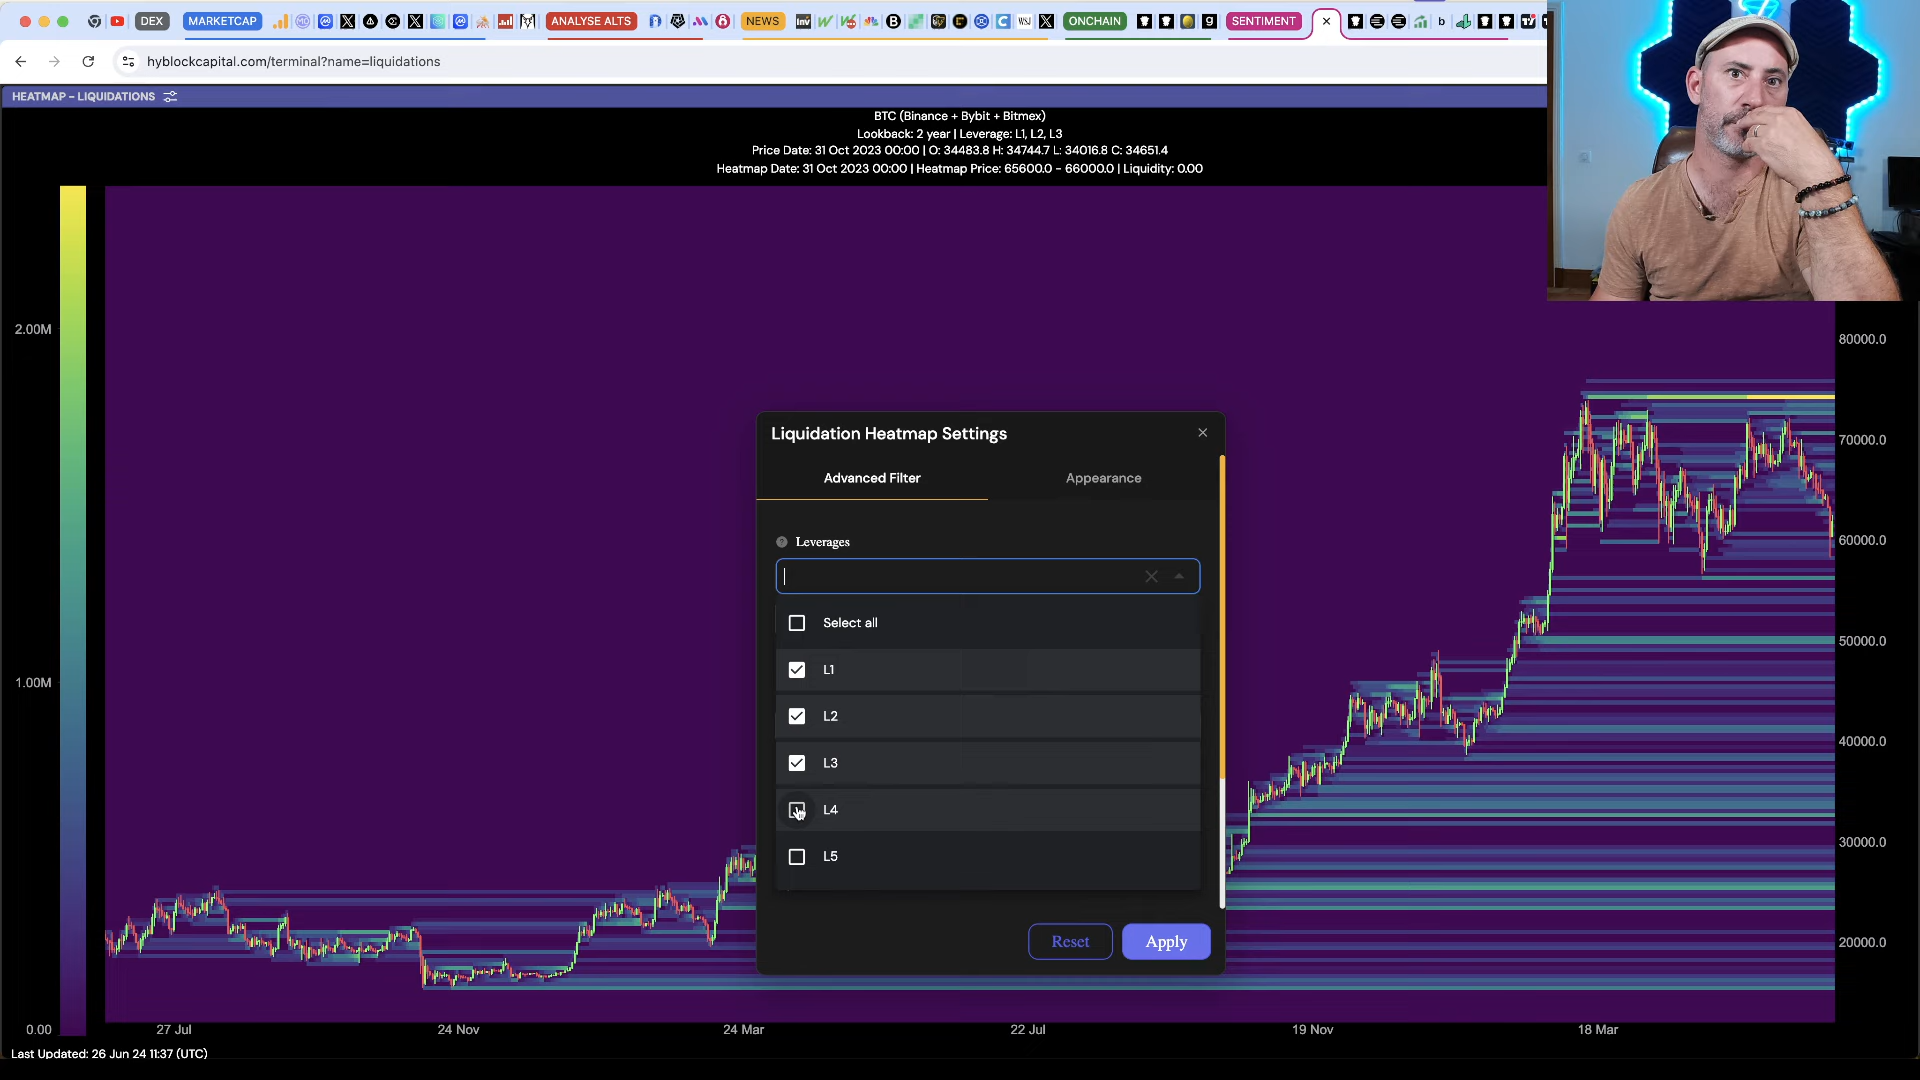 DEX MARKETCAP ANALYSE ALTS NEWS ONCHAIN SENTIMENT
hyblockcapital.com/terminal?name=liquidations
HEATMAP - LIQUIDATIONS
BTC (Binance + Bybit + Bitmex)
Lookback: 2 year | Leverage: L1, L2, L3
Price Date: 31 Oct 2023 00:00 | O: 34483.8 H: 34744.7 L: 34016.8 C: 34651.4
Heatmap Date: 31 Oct 2023 00:00 | Heatmap Price: 65600.0 - 66000.0 | Liquidity: 0.00
2.00M
1.00M
0.00
80000.0
70000.0
60000.0
50000.0
40000.0
30000.0
20000.0
Liquidation Heatmap Settings
Advanced Filter Appearance
Leverages
Select all
L1
L2
L3
L4
L5
Reset Apply
27 Jul 24 Nov 24 Mar 22 Jul 19 Nov 18 Mar
Last Updated: 26 Jun 24 11:37 (UTC)